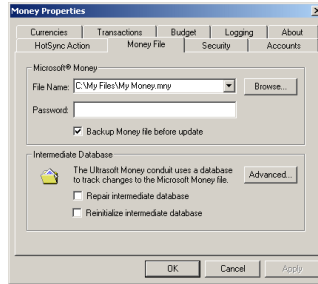 Money Properties
Currencies Transactions Budget Logging About
HotSync Action Money File Security Accounts
Microsoft® Money
File Name: C:\My Files\My Money.mny Browse...
Password:
Backup Money file before update
Intermediate Database
The Ultrasoft Money conduit uses a database
to track changes to the Microsoft Money file. Advanced...
Repair intermediate database
Reinitialize intermediate database
OK Cancel Apply